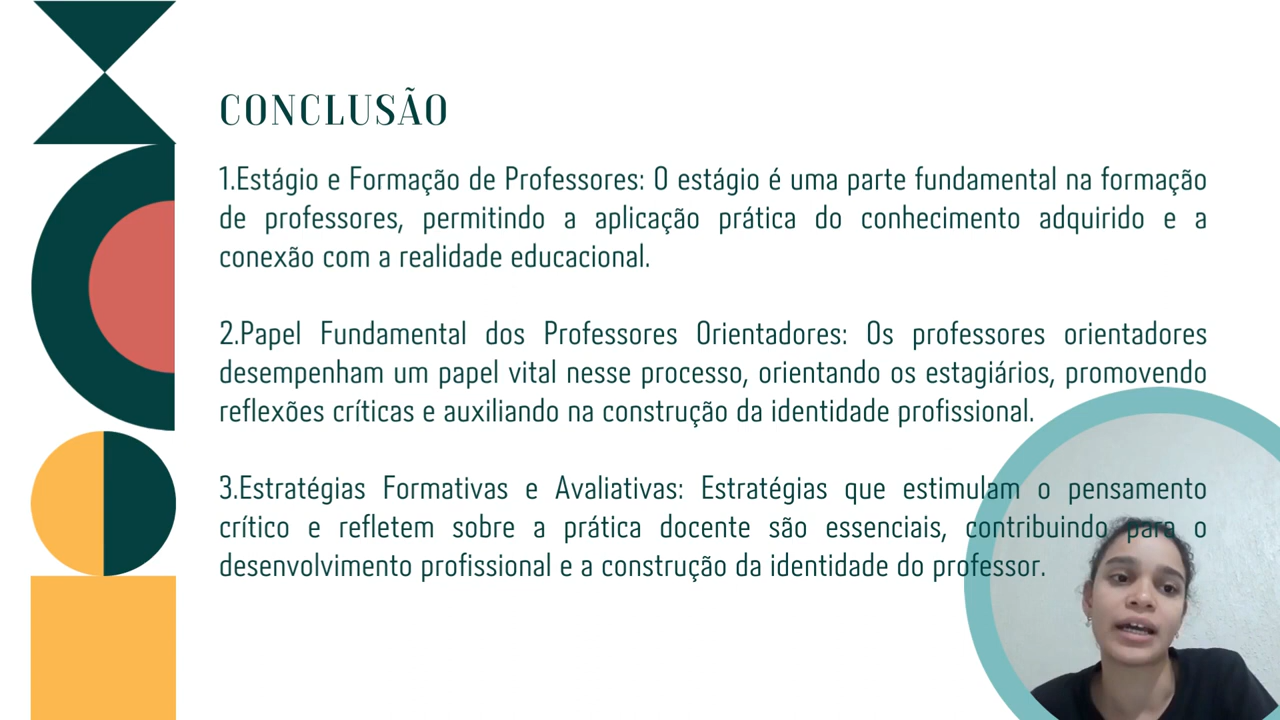 CONCLUSÃO
1.Estágio e Formação de Professores: O estágio é uma parte fundamental na formação
de professores, permitindo a aplicação prática do conhecimento adquirido e a
conexão com a realidade educacional.
2.Papel Fundamental dos Professores Orientadores: Os professores orientadores
desempenham um papel vital nesse processo, orientando os estagiários, promovendo
reflexões críticas e auxiliando na construção da identidade profissional.
3.Estratégias Formativas e Avaliativas: Estratégias que estimulam o pensamento
crítico e refletem sobre a prática docente são essenciais, contribuindo para o
desenvolvimento profissional e a construção da identidade do professor.